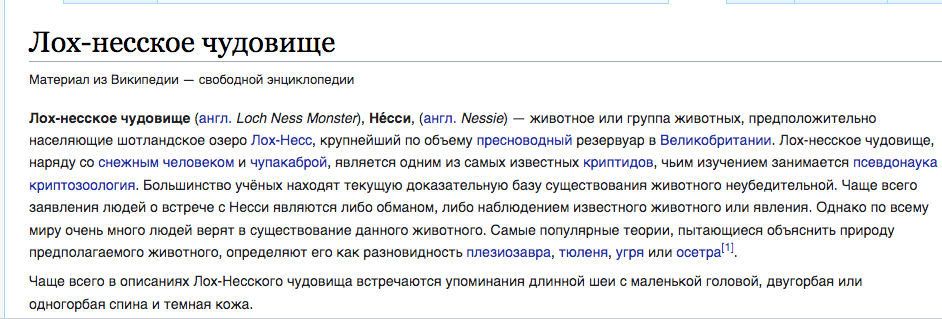 Лох-несское чудовище
Материал из Википедии — свободной энциклопедии
Лох-несское чудовище (англ. Loch Ness Monster), Не́сси, (англ. Nessie) — животное или группа животных, предположительно
населяющие шотландское озеро Лох-Несс, крупнейший по объему пресноводный резервуар в Великобритании. Лох-несское чудовище,
наряду со снежным человеком и чупакаброй, является одним из самых известных криптидов, чьим изучением занимается псевдонаука
криптозоология. Большинство учёных находят текущую доказательную базу существования животного неубедительной. Чаще всего
заявления людей о встрече с Несси являются либо обманом, либо наблюдением известного животного или явления. Однако по всему
миру очень много людей верят в существование данного животного. Самые популярные теории, пытающиеся объяснить природу
предполагаемого животного, определяют его как разновидность плезиозавра, тюленя, угря или осетра[1].
Чаще всего в описаниях Лох-Несского чудовища встречаются упоминания длинной шеи с маленькой головой, двугорбая или
одногорбая спина и темная кожа.